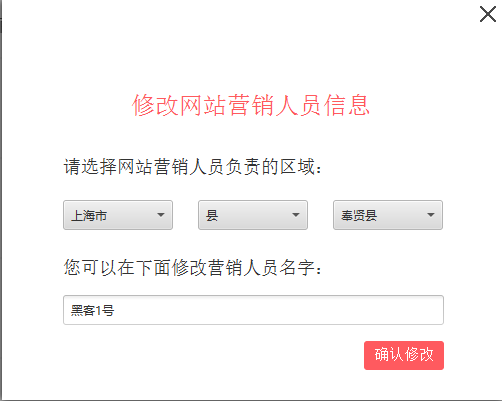 修改网站营销人员信息
请选择网站营销人员负责的区域：
上海市 县 奉贤县
您可以在下面修改营销人员名字：
黑客1号
确认修改